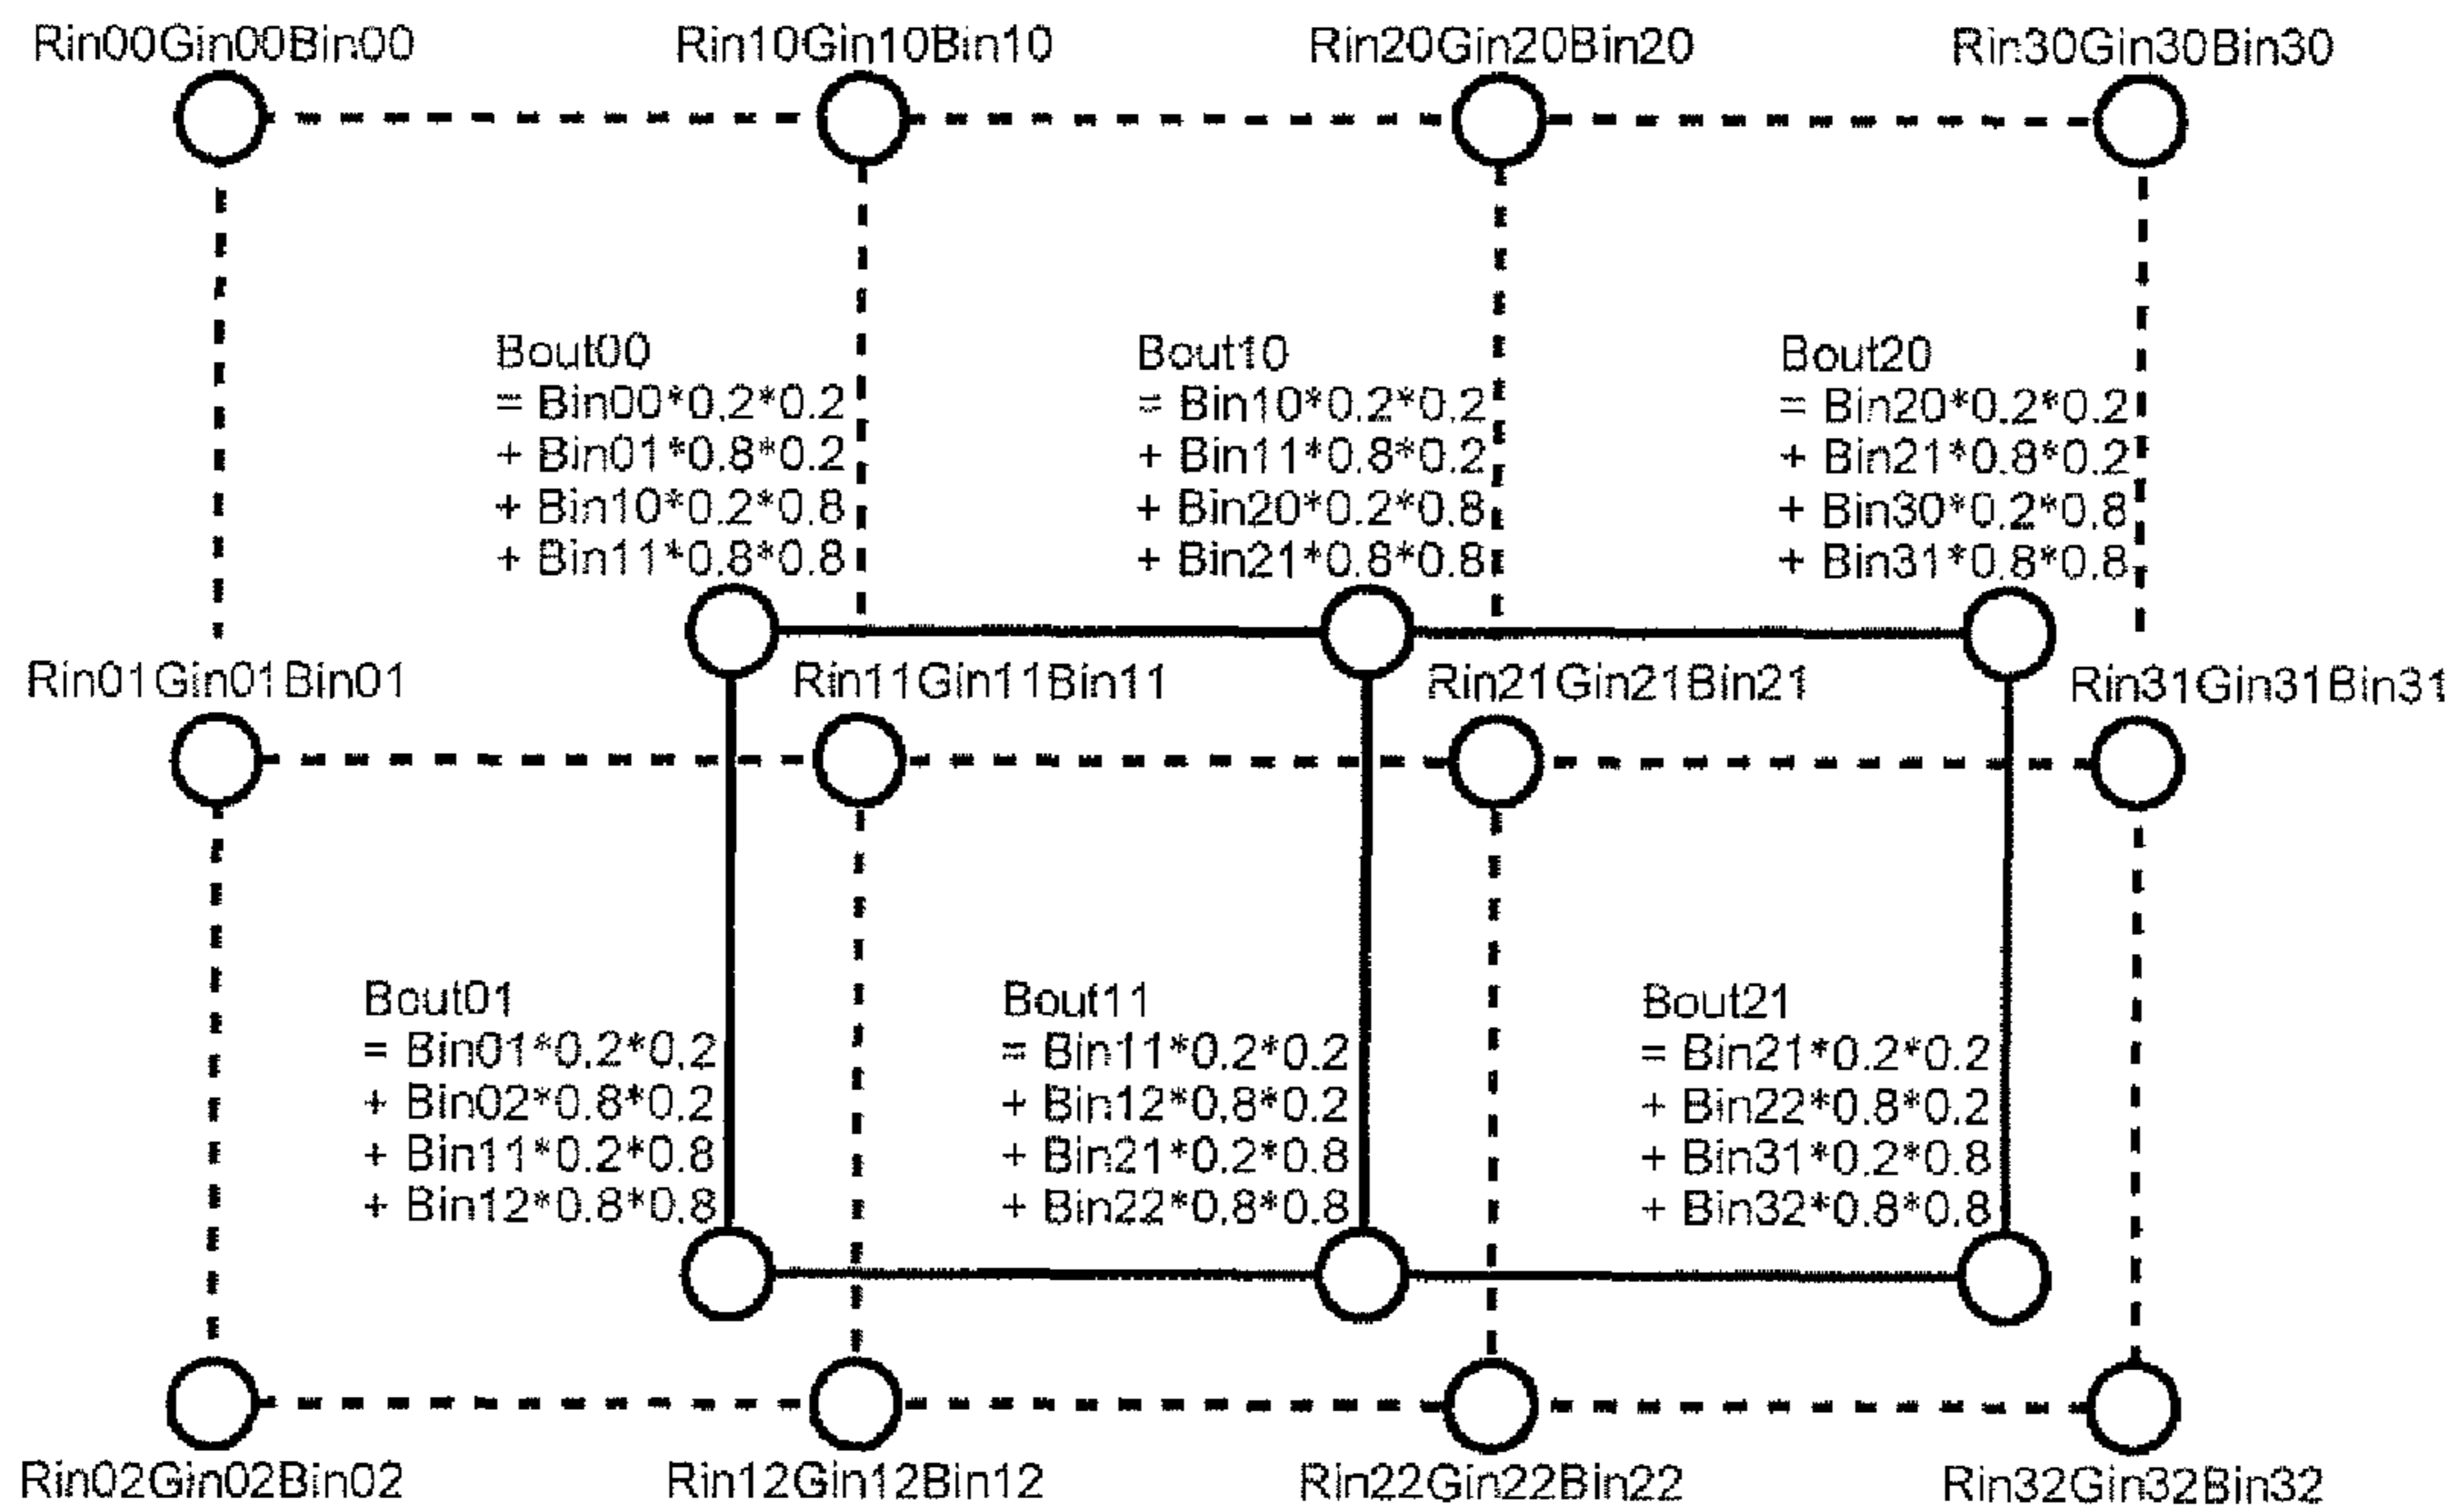 Rin00Gin00Bin00
Rin10Gin10Bin10
Rin20Gin20Bin20
Rin30Gin30Bin30
Bout00
= Bin00*0.2*0.2
+ Bin01*0.8*0.2
+ Bin10*0.2*0.8
+ Bin11*0.8*0.8
Bout10
= Bin10*0.2*0.2
+ Bin11*0.8*0.2
+ Bin20*0.2*0.8
+ Bin21*0.8*0.8
Bout20
= Bin20*0.2*0.2
+ Bin21*0.8*0.2
+ Bin30*0.2*0.8
+ Bin31*0.8*0.8
Rin01Gin01Bin01
Rin11Gin11Bin11
Rin21Gin21Bin21
Rin31Gin31Bin31
Bout01
= Bin01*0.2*0.2
+ Bin02*0.8*0.2
+ Bin11*0.2*0.8
+ Bin12*0.8*0.8
Bout11
= Bin11*0.2*0.2
+ Bin12*0.8*0.2
+ Bin21*0.2*0.8
+ Bin22*0.8*0.8
Bout21
= Bin21*0.2*0.2
+ Bin22*0.8*0.2
+ Bin31*0.2*0.8
+ Bin32*0.8*0.8
Rin02Gin02Bin02
Rin12Gin12Bin12
Rin22Gin22Bin22
Rin32Gin32Bin32